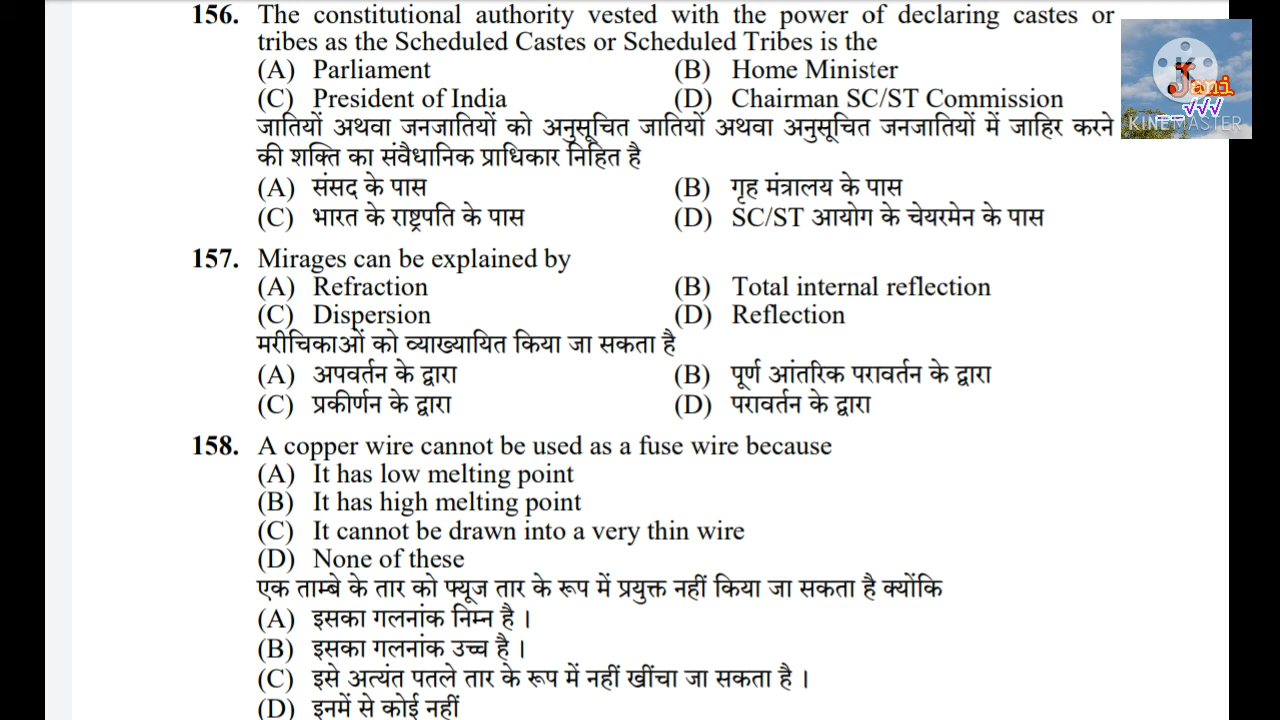 156. The constitutional authority vested with the power of declaring castes or
tribes as the Scheduled Castes or Scheduled Tribes is the
(A) Parliament (B) Home Minister
(C) President of India (D) Chairman SC/ST Commission
जातियों अथवा जनजातियों को अनुसूचित जातियों अथवा अनुसूचित जनजातियों में जाहिर करने
की शक्ति का संवैधानिक प्राधिकार निहित है
(A) संसद के पास (B) गृह मंत्रालय के पास
(C) भारत के राष्ट्रपति के पास (D) SC/ST आयोग के चेयरमेन के पास
157. Mirages can be explained by
(A) Refraction (B) Total internal reflection
(C) Dispersion (D) Reflection
मरीचिकाओं को व्याख्यायित किया जा सकता है
(A) अपवर्तन के द्वारा (B) पूर्ण आंतरिक परावर्तन के द्वारा
(C) प्रकीर्णन के द्वारा (D) परावर्तन के द्वारा
158. A copper wire cannot be used as a fuse wire because
(A) It has low melting point
(B) It has high melting point
(C) It cannot be drawn into a very thin wire
(D) None of these
एक ताम्बे के तार को फ्यूज तार के रूप में प्रयुक्त नहीं किया जा सकता है क्योंकि
(A) इसका गलनांक निम्न है ।
(B) इसका गलनांक उच्च है ।
(C) इसे अत्यंत पतले तार के रूप में नहीं खींचा जा सकता है ।
(D) इनमें से कोई नहीं
K
Jani
__√√√
KINEMASTER